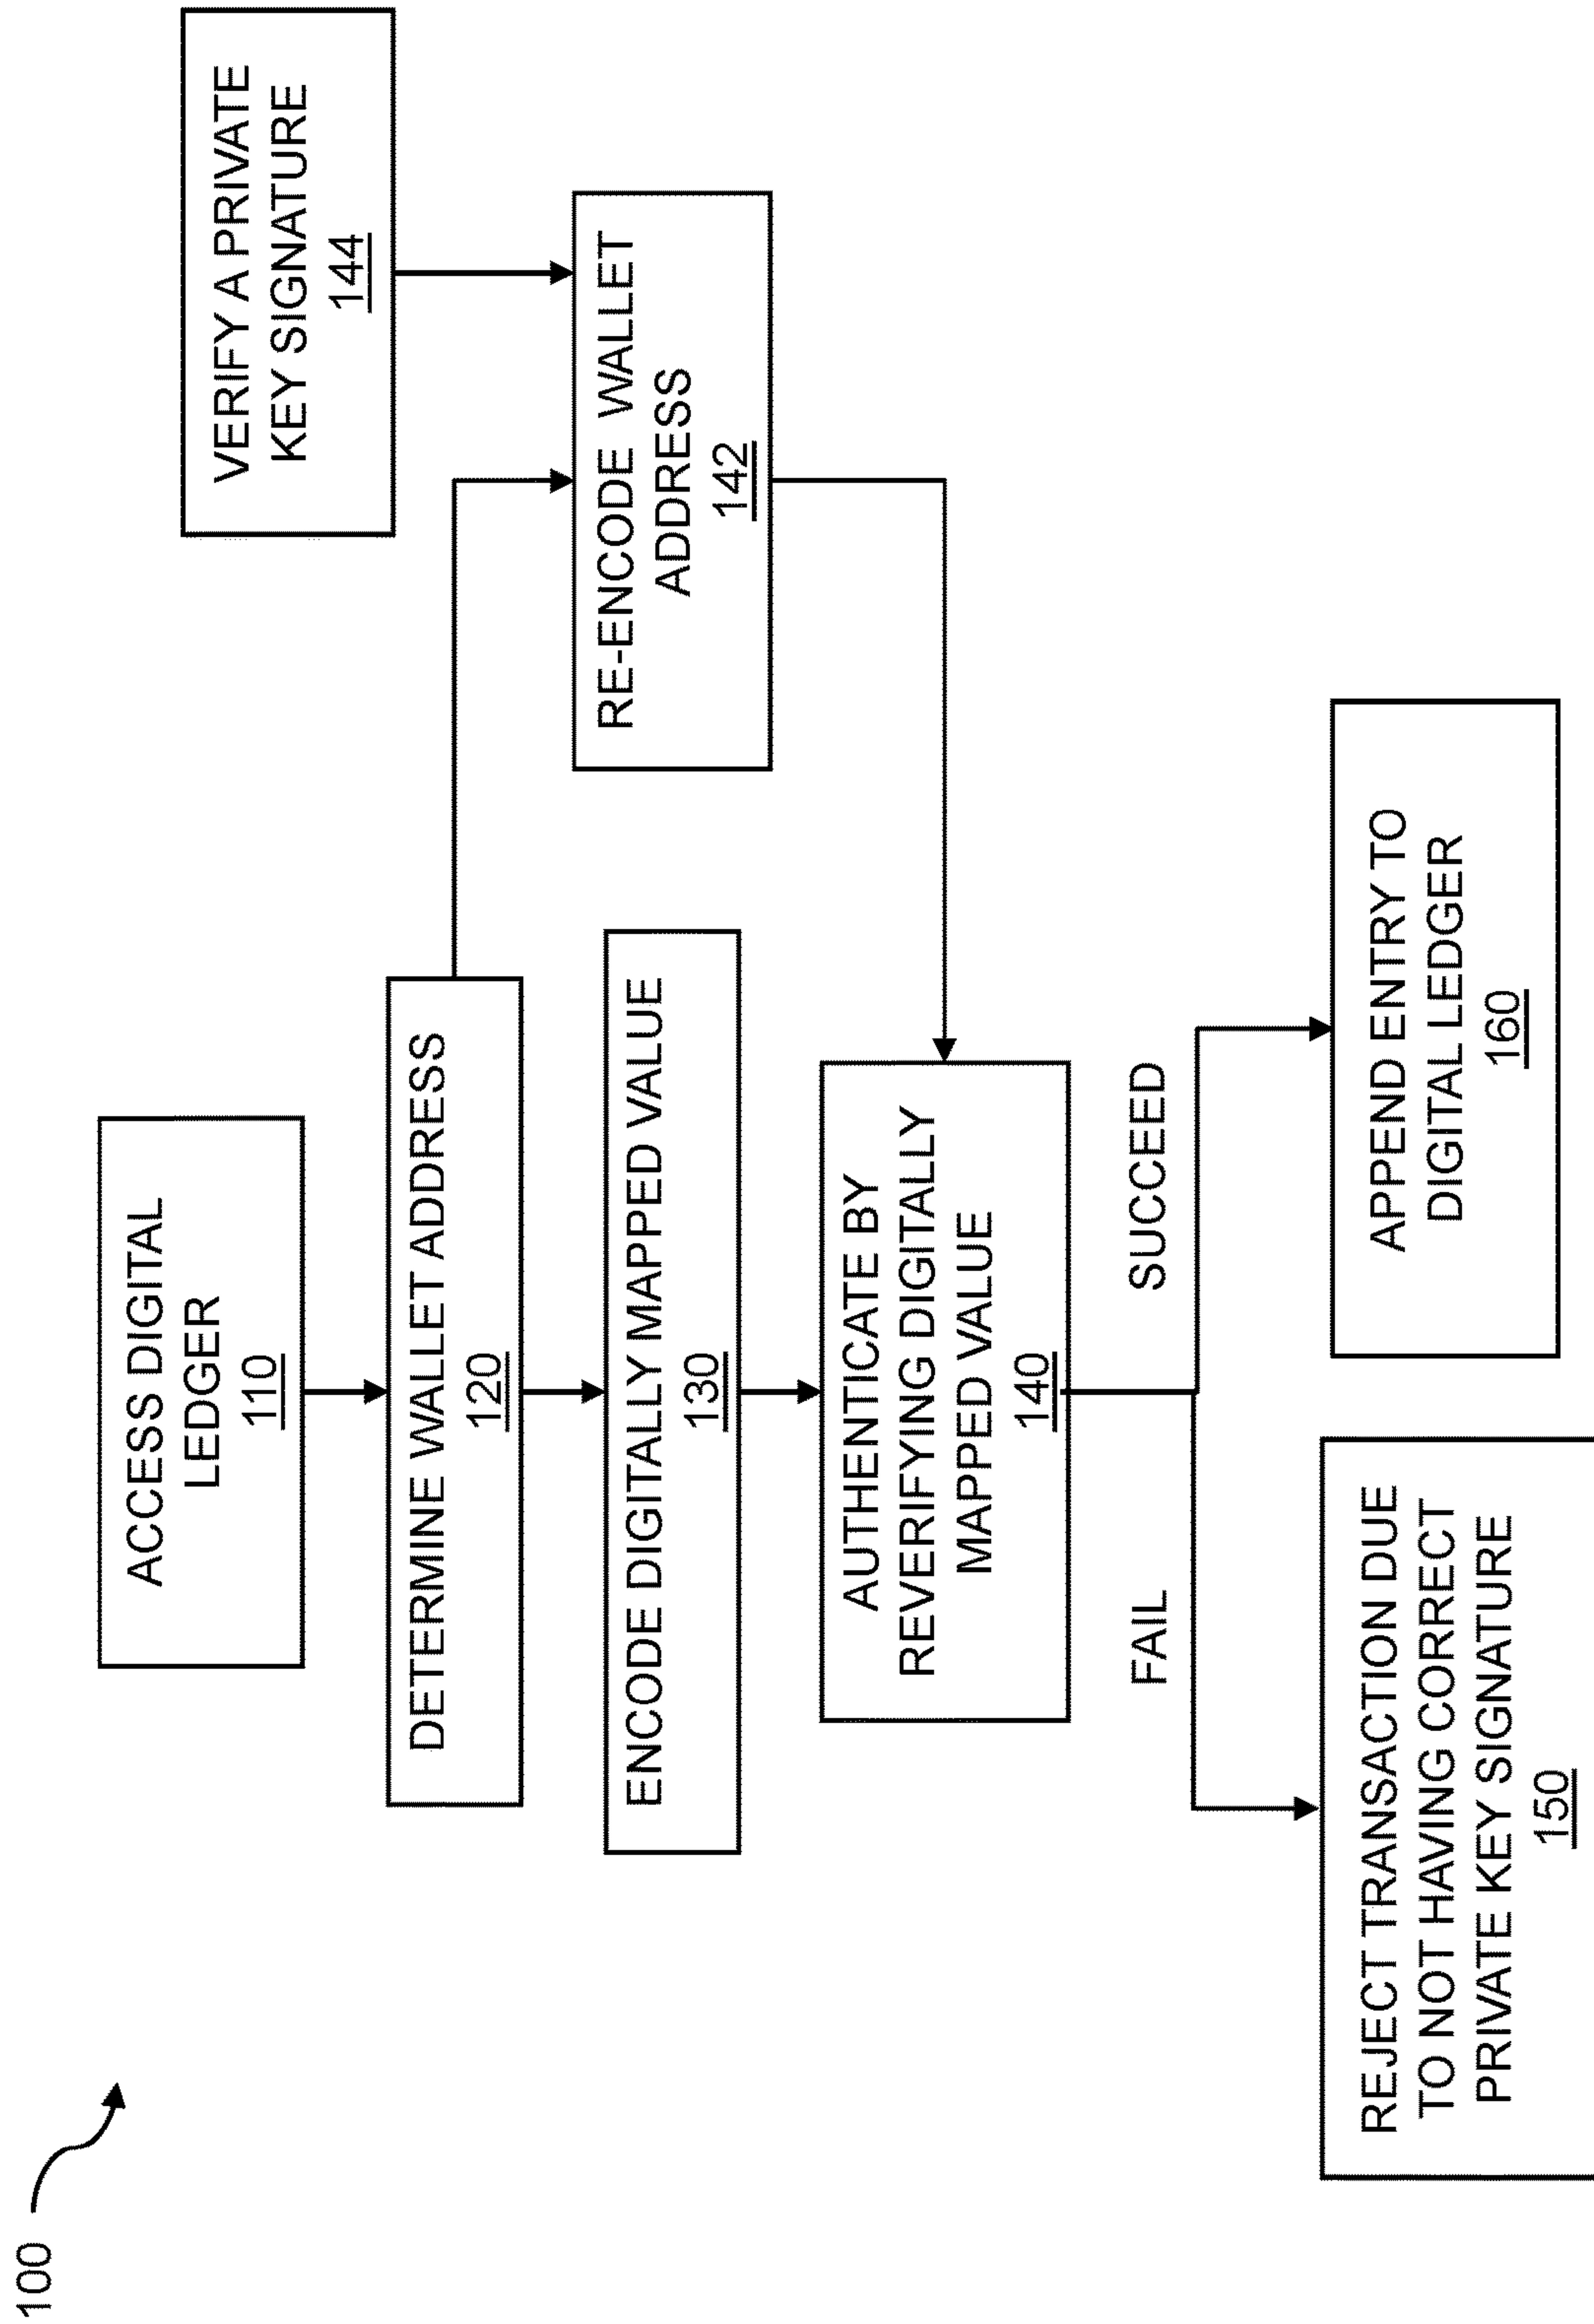 100
ACCESS DIGITAL
LEDGER
110
VERIFY A PRIVATE
KEY SIGNATURE
144
DETERMINE WALLET ADDRESS
120
RE-ENCODE WALLET
ADDRESS
142
ENCODE DIGITALLY MAPPED VALUE
130
AUTHENTICATE BY
REVERIFYING DIGITALLY
MAPPED VALUE
140
FAIL
SUCCEED
REJECT TRANSACTION DUE
TO NOT HAVING CORRECT
PRIVATE KEY SIGNATURE
150
APPEND ENTRY TO
DIGITAL LEDGER
160